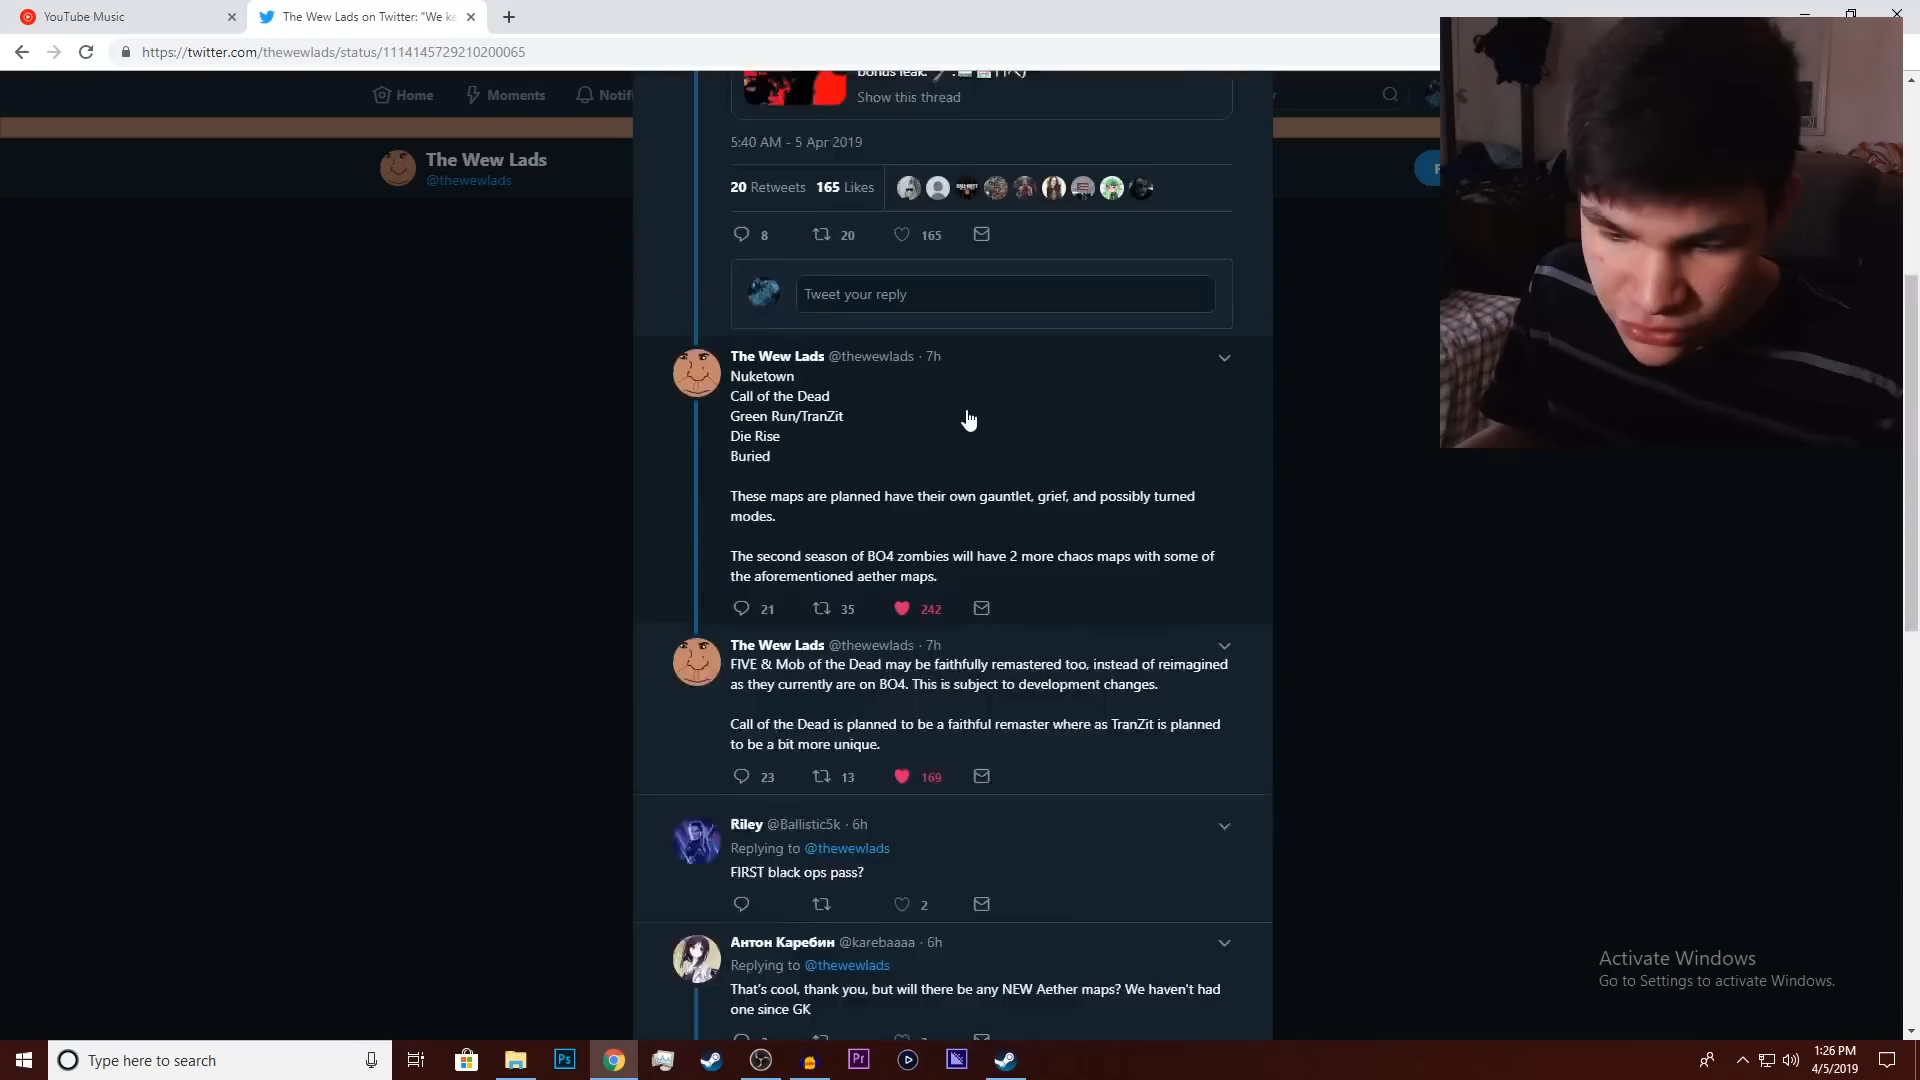 YouTube Music
The Wew Lads on Twitter: "We ke
https://twitter.com/thewewlads/status/1114145729210200065
Home
Moments
Notifi
bonus leak.
Show this thread
The Wew Lads
@thewewlads
5:40 AM - 5 Apr 2019
20 Retweets 165 Likes
8 20 165
Tweet your reply
The Wew Lads @thewewlads · 7h
Nuketown
Call of the Dead
Green Run/TranZit
Die Rise
Buried
These maps are planned have their own gauntlet, grief, and possibly turned
modes.
The second season of BO4 zombies will have 2 more chaos maps with some of
the aforementioned aether maps.
21 35 242
The Wew Lads @thewewlads · 7h
FIVE & Mob of the Dead may be faithfully remastered too, instead of reimagined
as they currently are on BO4. This is subject to development changes.
Call of the Dead is planned to be a faithful remaster where as TranZit is planned
to be a bit more unique.
23 13 169
Riley @Ballistic5k · 6h
Replying to @thewewlads
FIRST black ops pass?
2
Антон Каребин @karebaaaa · 6h
Replying to @thewewlads
That's cool, thank you, but will there be any NEW Aether maps? We haven't had
one since GK
Activate Windows
Go to Settings to activate Windows.
Type here to search
Ps
Pr
1:26 PM
4/5/2019